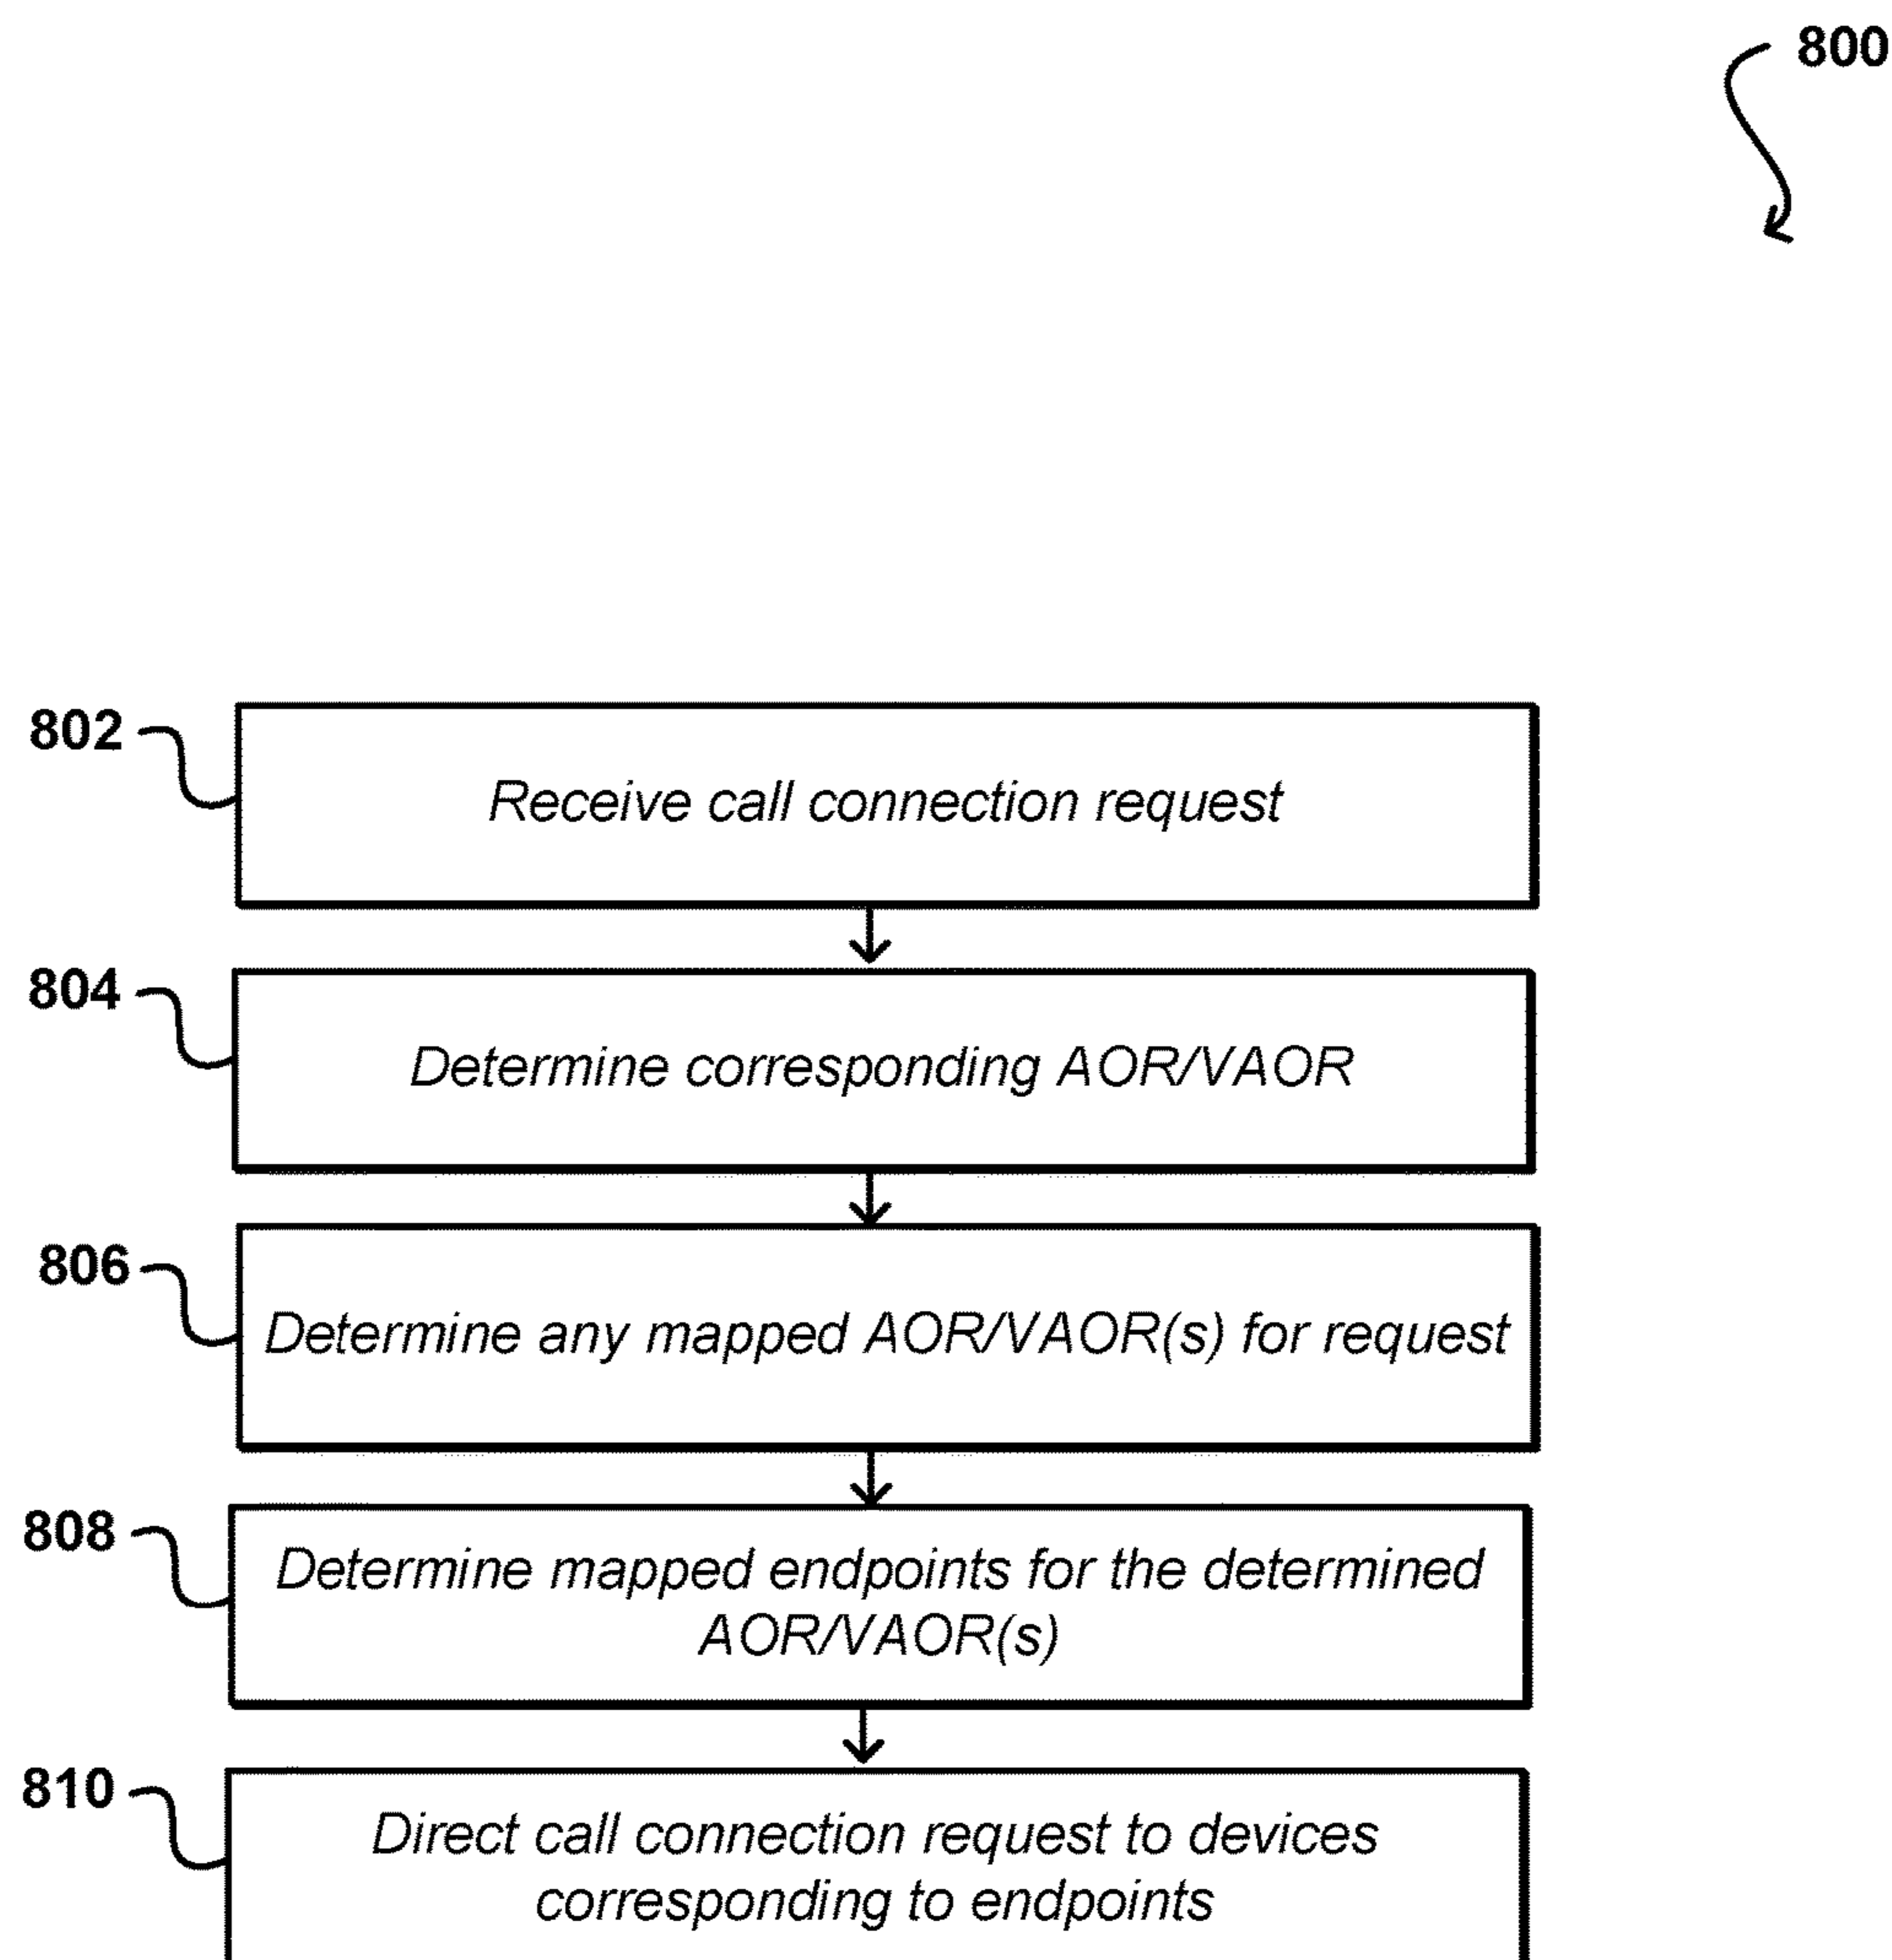 800
802
Receive call connection request
804
Determine corresponding AOR/VAOR
806
Determine any mapped AOR/VAOR(s) for request
808
Determine mapped endpoints for the determined
AOR/VAOR(s)
810
Direct call connection request to devices
corresponding to endpoints